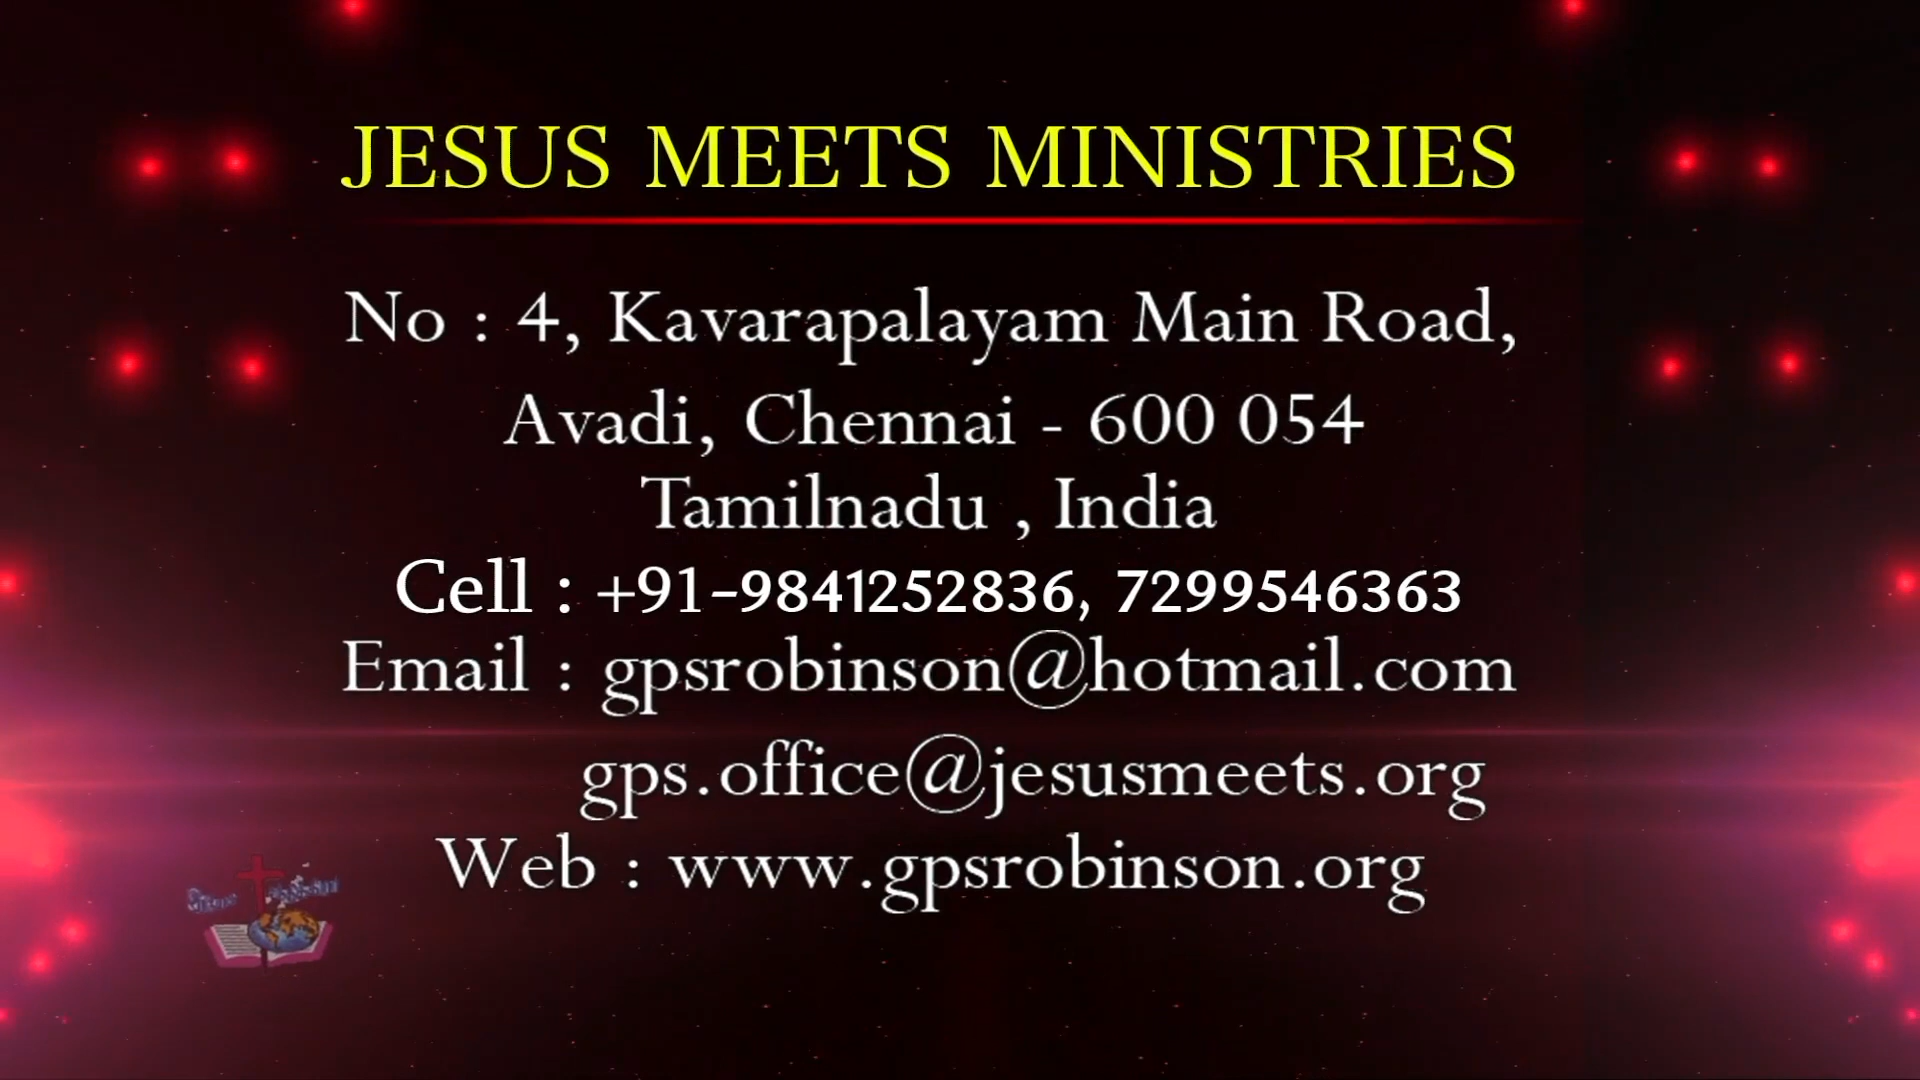 JESUS MEETS MINISTRIES
No : 4, Kavarapalayam Main Road,
Avadi, Chennai - 600 054
Tamilnadu , India
Cell : +91-9841252836, 7299546363
Email : gpsrobinson@hotmail.com
gps.office@jesusmeets.org
Web : www.gpsrobinson.org